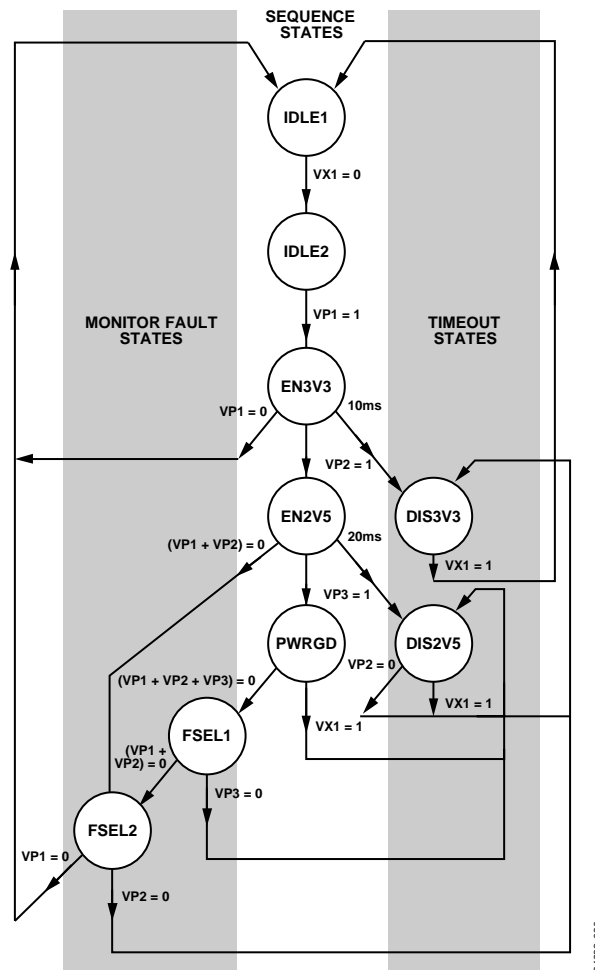 SEQUENCE
STATES
IDLE1
VX1 = 0
IDLE2
MONITOR FAULT
STATES
VP1 = 1
TIMEOUT
STATES
EN3V3
VP1 = 0
10ms
VP2 = 1
EN2V5
DIS3V3
(VP1 + VP2) = 0
20ms
VX1 = 1
VP3 = 1
PWRGD
DIS2V5
VP2 = 0
(VP1 + VP2 + VP3) = 0
VX1 = 1
VX1 = 1
FSEL1
(VP1 +
VP2) = 0
VP3 = 0
FSEL2
VP1 = 0
VP2 = 0